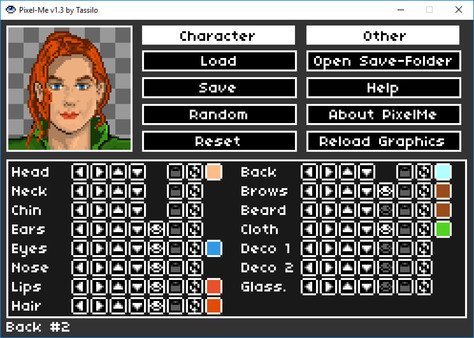 Pixel-Me v1.3 by Tassilo
Character Other
Load Open Save-Folder
Save Help
Random About PixelMe
Reset Reload Graphics
Head Back
Neck Brows
Chin Beard
Ears Cloth
Eyes Deco 1
Nose Deco 2
Lips Glass.
Hair
Back #2